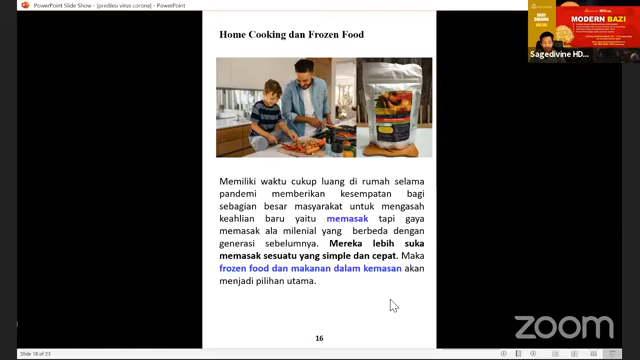 PowerPoint Slide Show - [prediksi virus corona] - PowerPoint
MODERN BAZI
Sagedivine HD...
Home Cooking dan Frozen Food
Memiliki waktu cukup luang di rumah selama
pandemi memberikan kesempatan bagi
sebagian besar masyarakat untuk mengasah
keahlian baru yaitu memasak tapi gaya
memasak ala milenial yang berbeda dengan
generasi sebelumnya. Mereka lebih suka
memasak sesuatu yang simple dan cepat. Maka
frozen food dan makanan dalam kemasan akan
menjadi pilihan utama.
16
zoom
Slide 18 of 23